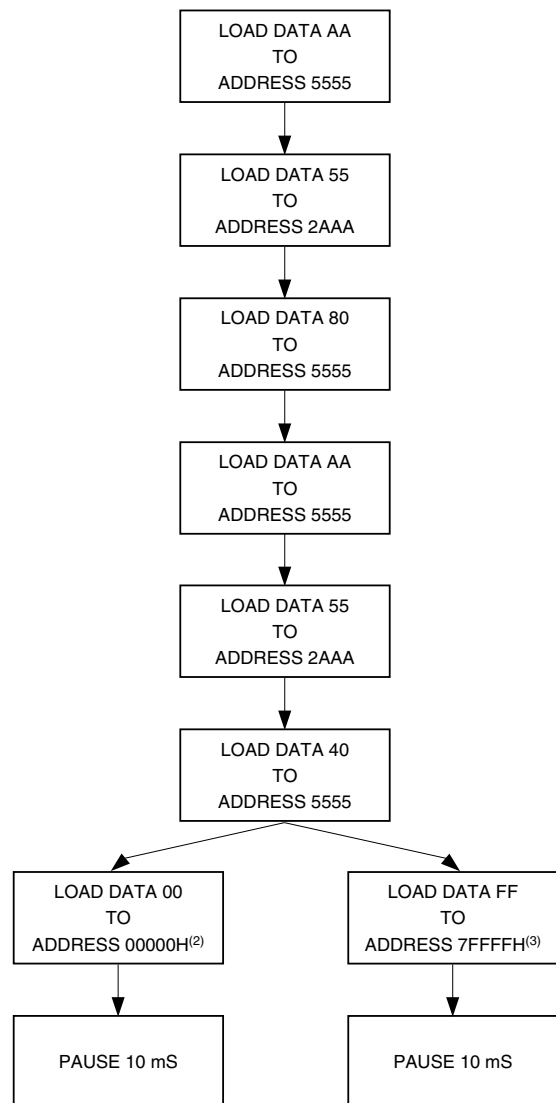 LOAD DATA AA
TO
ADDRESS 5555
LOAD DATA 55
TO
ADDRESS 2AAA
LOAD DATA 80
TO
ADDRESS 5555
LOAD DATA AA
TO
ADDRESS 5555
LOAD DATA 55
TO
ADDRESS 2AAA
LOAD DATA 40
TO
ADDRESS 5555
LOAD DATA 00
TO
ADDRESS 00000H(2)
PAUSE 10 mS
LOAD DATA FF
TO
ADDRESS 7FFFFH(3)
PAUSE 10 mS